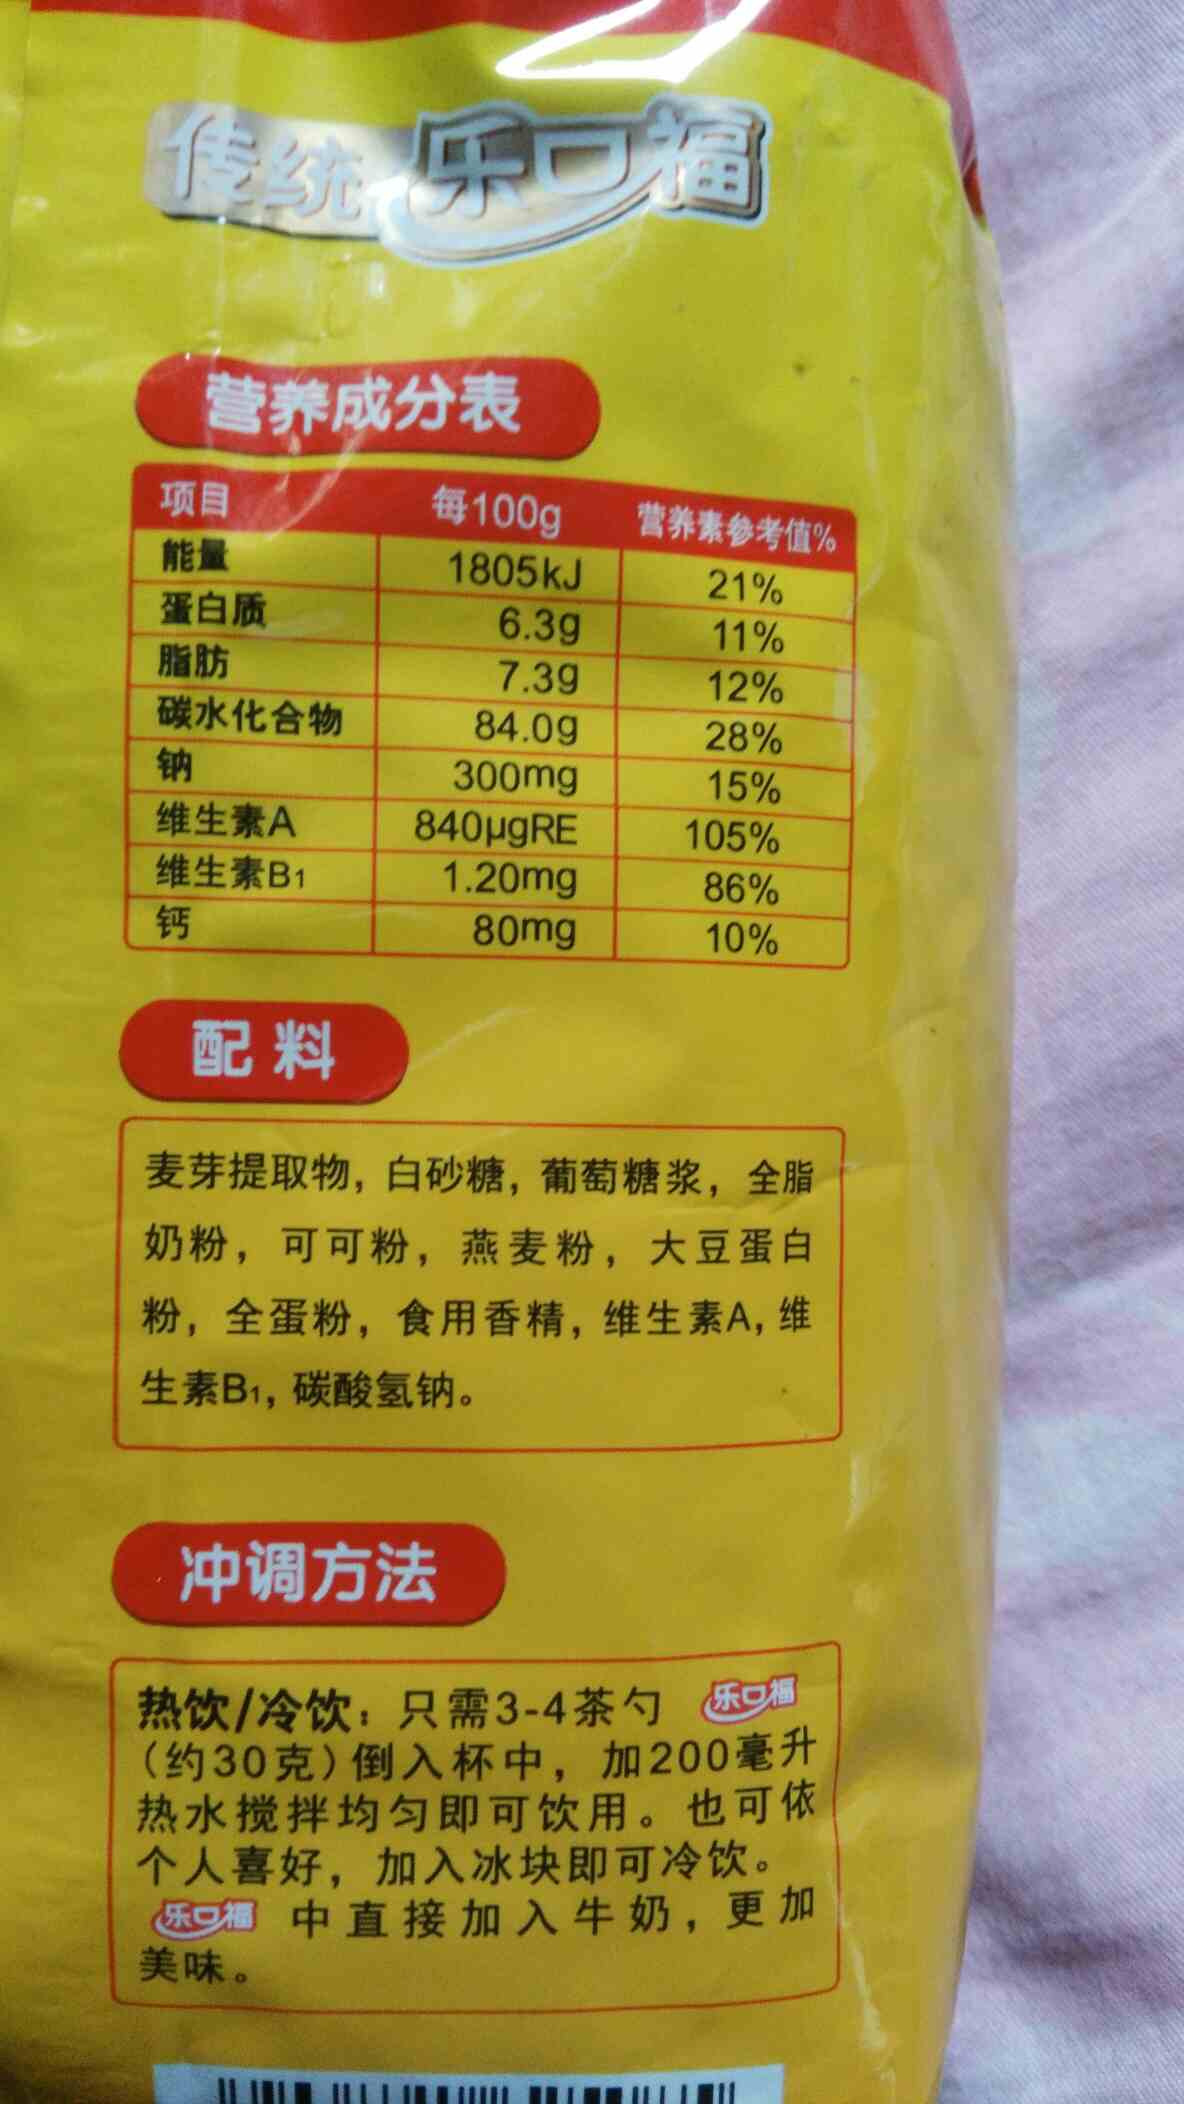 传统 乐口福
营养成分表
项目 每100g 营养素参考值%
能量 1805kJ 21%
蛋白质 6.3g 11%
脂肪 7.3g 12%
碳水化合物 84.0g 28%
钠 300mg 15%
维生素A 840μgRE 105%
维生素B1 1.20mg 86%
钙 80mg 10%
配料
麦芽提取物，白砂糖，葡萄糖浆，全脂
奶粉，可可粉，燕麦粉，大豆蛋白
粉，全蛋粉，食用香精，维生素A，维
生素B1，碳酸氢钠。
冲调方法
热饮/冷饮：只需3-4茶勺 乐口福
（约30克）倒入杯中，加200毫升
热水搅拌均匀即可饮用。也可依
个人喜好，加入冰块即可冷饮。
乐口福 中直接加入牛奶，更加
美味。